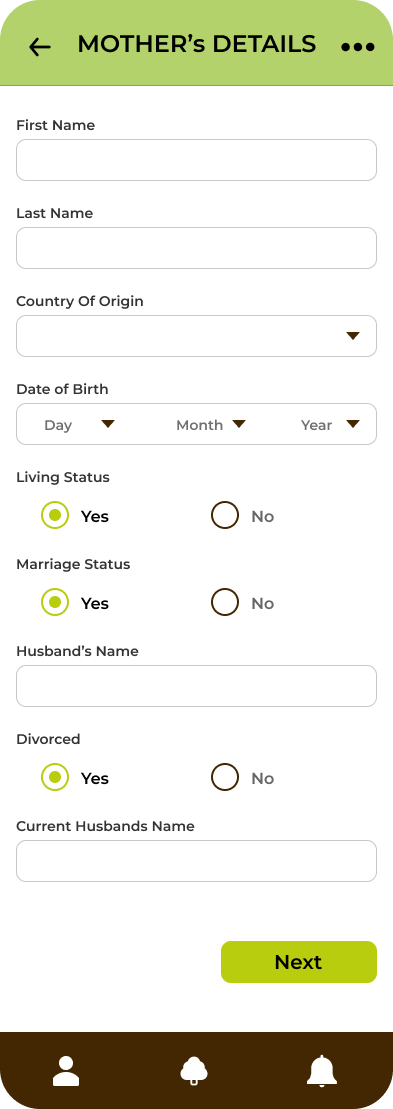 MOTHER’s DETAILS
First Name
Last Name
Country Of Origin
Date of Birth
Day Month Year
Living Status
Yes No
Marriage Status
Yes No
Husband’s Name
Divorced
Yes No
Current Husbands Name
Next